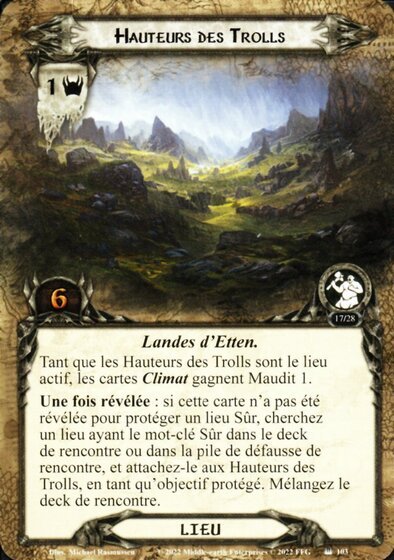 Hauteurs des Trolls
1
6
17/28
Landes d'Etten.
Tant que les Hauteurs des Trolls sont le lieu
actif, les cartes Climat gagnent Maudit 1.
Une fois révélée : si cette carte n'a pas été
révélée pour protéger un lieu Sûr, cherchez
un lieu ayant le mot-clé Sûr dans le deck
de rencontre ou dans la pile de défausse de
rencontre, et attachez-le aux Hauteurs des
Trolls, en tant qu'objectif protégé. Mélangez le
deck de rencontre.
LIEU
Illus. Michael Rasmussen © 2022 Middle-earth Enterprises © 2022 FFG 103